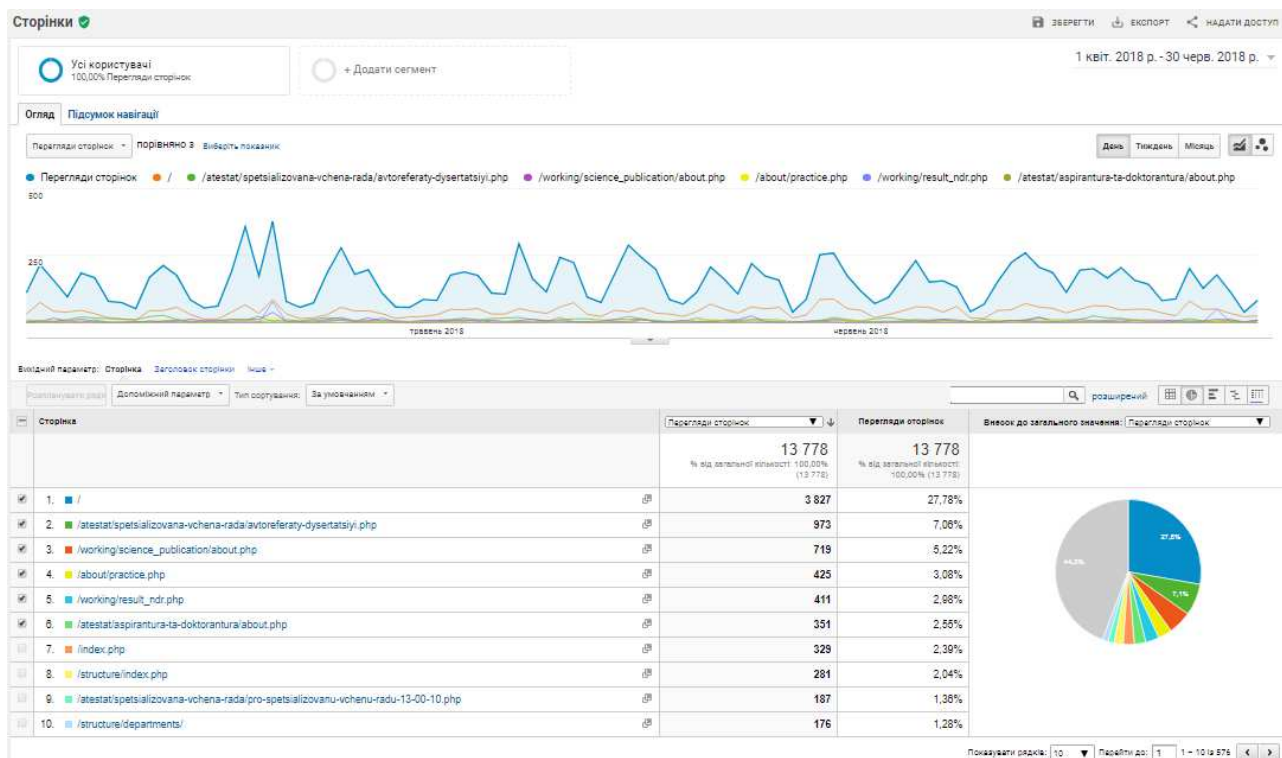 Сторінки
ЗБЕРЕГТИ ЕКСПОРТ НАДАТИ ДОСТУП
Усі користувачі
100,00% Перегляди сторінок
+ Додати сегмент
1 квіт. 2018 р. - 30 черв. 2018 р.
Огляд Підсумок навігації
Перегляди сторінок порівняно з Виберіть показник
День Тиждень Місяць
Перегляди сторінок / /atestat/spetsializovana-vchena-rada/avtoreferaty-dysertatsiyi.php /working/science_publication/about.php /about/practice.php /working/result_ndr.php /atestat/aspirantura-ta-doktorantura/about.php
500
250
травень 2018 червень 2018
Вихідний параметр: Сторінка Заголовок сторінки Інше
Розпланувати ряди Допоміжний параметр Тип сортування: За умовчанням розширений
Сторінка Перегляди сторінок Перегляди сторінок Внесок до загального значення: Перегляди сторінок
13 778 13 778
% від загальної кількості: 100,00% (13 778) % від загальної кількості: 100,00% (13 778)
1. / 3 827 27,78%
2. /atestat/spetsializovana-vchena-rada/avtoreferaty-dysertatsiyi.php 973 7,06%
3. /working/science_publication/about.php 719 5,22%
4. /about/practice.php 425 3,08%
5. /working/result_ndr.php 411 2,98%
6. /atestat/aspirantura-ta-doktorantura/about.php 351 2,55%
7. /index.php 329 2,39%
8. /structure/index.php 281 2,04%
9. /atestat/spetsializovana-vchena-rada/pro-spetsializovanu-vchenu-radu-13-00-10.php 187 1,36%
10. /structure/departments/ 176 1,28%
27,8%
7,1%
Показувати рядків: 10 Перейти до: 1 1 – 10 із 576